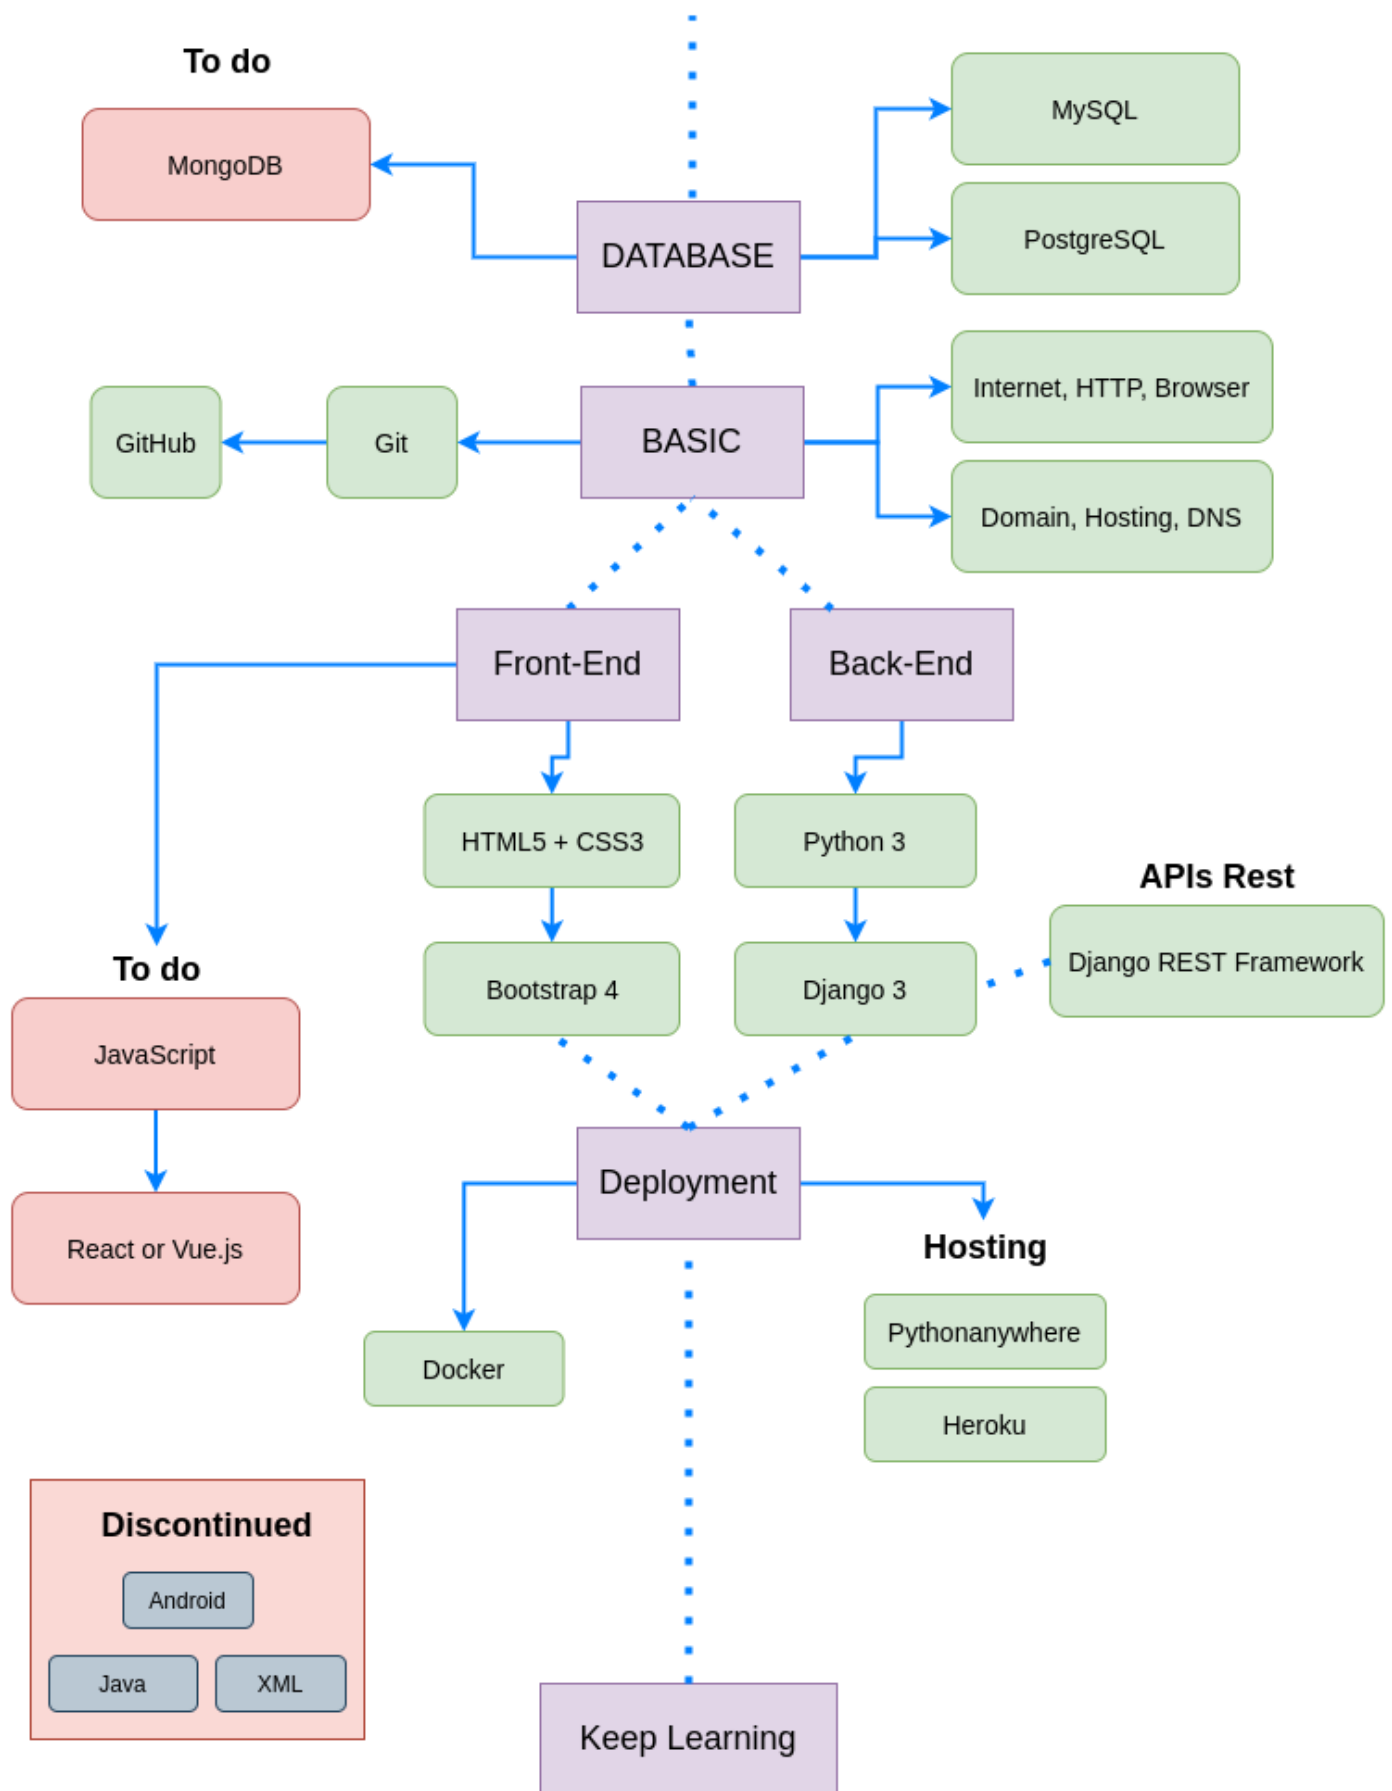 To do
MongoDB
MySQL
PostgreSQL
DATABASE
GitHub
Git
BASIC
Internet, HTTP, Browser
Domain, Hosting, DNS
Front-End
Back-End
HTML5 + CSS3
Python 3
APIs Rest
Django REST Framework
Bootstrap 4
Django 3
To do
JavaScript
React or Vue.js
Deployment
Hosting
Pythonanywhere
Heroku
Docker
Discontinued
Android
Java
XML
Keep Learning